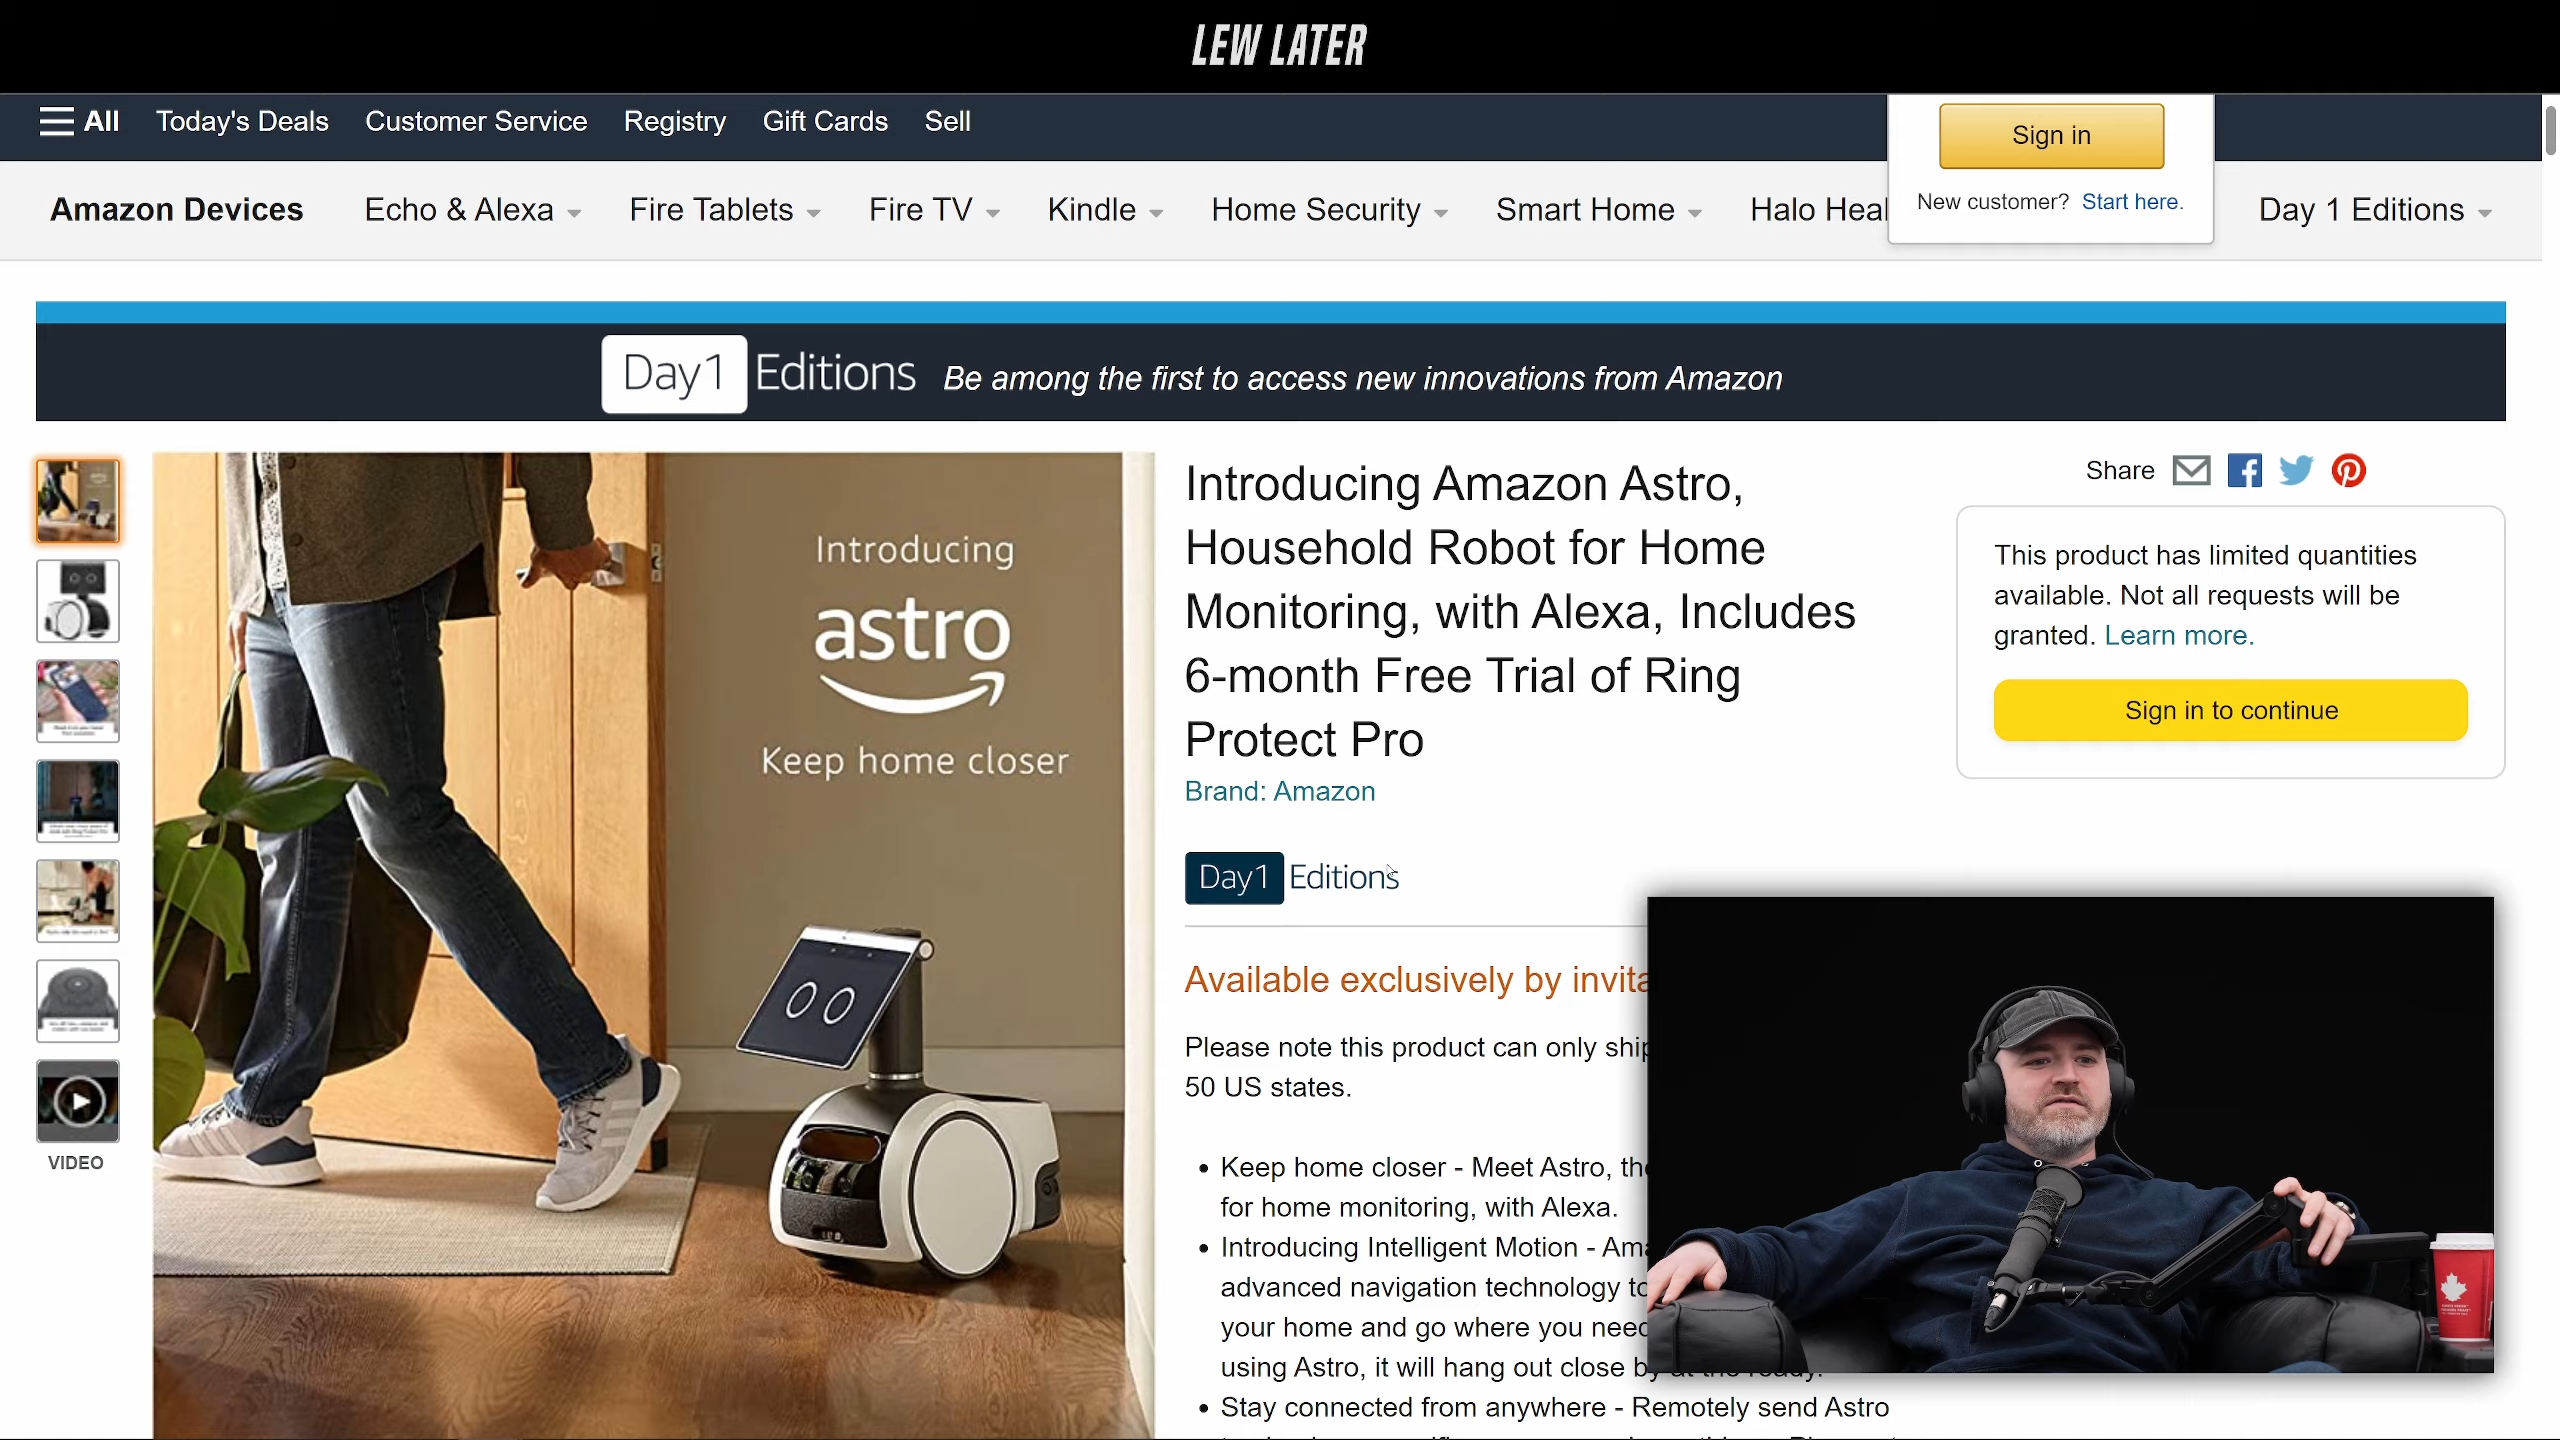 LEW LATER
All Today's Deals Customer Service Registry Gift Cards Sell
Sign in
New customer? Start here.
Amazon Devices Echo & Alexa Fire Tablets Fire TV Kindle Home Security Smart Home Halo Heal Day 1 Editions
Day1 Editions Be among the first to access new innovations from Amazon
Introducing
astro
Keep home closer
VIDEO
Introducing Amazon Astro,
Household Robot for Home
Monitoring, with Alexa, Includes
6-month Free Trial of Ring
Protect Pro
Brand: Amazon
Day1 Editions
Available exclusively by invita
Please note this product can only ship
50 US states.
• Keep home closer - Meet Astro, the
for home monitoring, with Alexa.
• Introducing Intelligent Motion - Ama
advanced navigation technology to
your home and go where you need
using Astro, it will hang out close by at the ready.
• Stay connected from anywhere - Remotely send Astro
Share
This product has limited quantities
available. Not all requests will be
granted. Learn more.
Sign in to continue